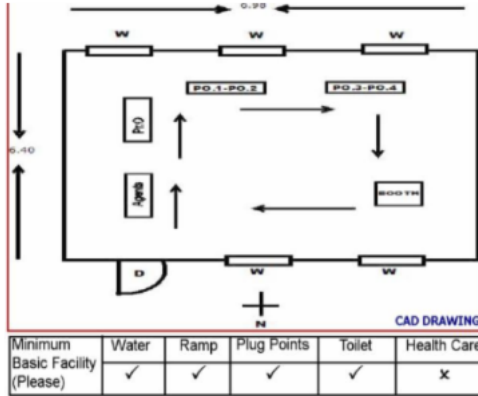 6.90
W W W
PO.1-PO.2 PO.3-PO.4
PrO
6.40
Agents
BOOTH
D W W
N
CAD DRAWING
Minimum Basic Facility (Please) Water Ramp Plug Points Toilet Health Care
✓ ✓ ✓ ✓ x